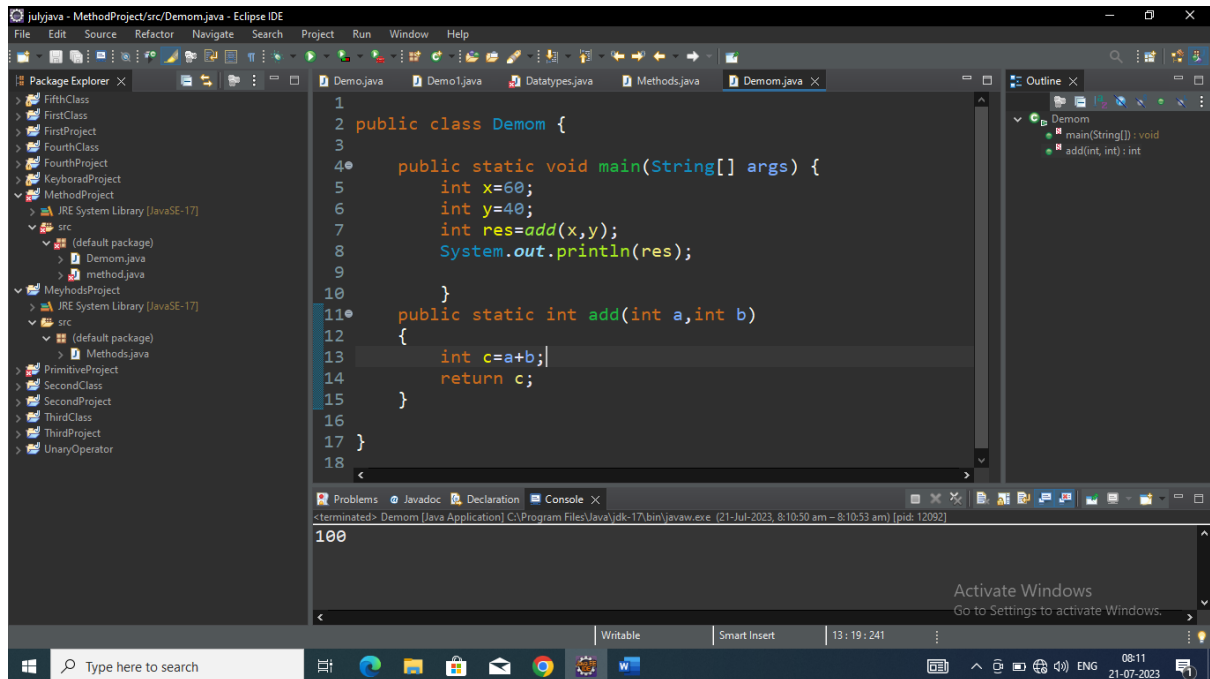 julyjava - MethodProject/src/Demom.java - Eclipse IDE
File Edit Source Refactor Navigate Search Project Run Window Help
Package Explorer
FifthClass
FirstClass
FirstProject
FourthClass
FourthProject
KeyboradProject
MethodProject
JRE System Library [JavaSE-17]
src
(default package)
Demom.java
method.java
MeyhodsProject
JRE System Library [JavaSE-17]
src
(default package)
Methods.java
PrimitiveProject
SecondClass
SecondProject
ThirdClass
ThirdProject
UnaryOperator
Demo.java Demo1.java Datatypes.java Methods.java Demom.java
1
2 public class Demom {
3
4 public static void main(String[] args) {
5 int x=60;
6 int y=40;
7 int res=add(x,y);
8 System.out.println(res);
9
10 }
11 public static int add(int a,int b)
12 {
13 int c=a+b;
14 return c;
15 }
16
17 }
18
Outline
Demom
main(String[]) : void
add(int, int) : int
Problems Javadoc Declaration Console
<terminated> Demom [Java Application] C:\Program Files\Java\jdk-17\bin\javaw.exe (21-Jul-2023, 8:10:50 am – 8:10:53 am) [pid: 12092]
100
Activate Windows
Go to Settings to activate Windows.
Writable Smart Insert 13 : 19 : 241
Type here to search
ENG
08:11
21-07-2023